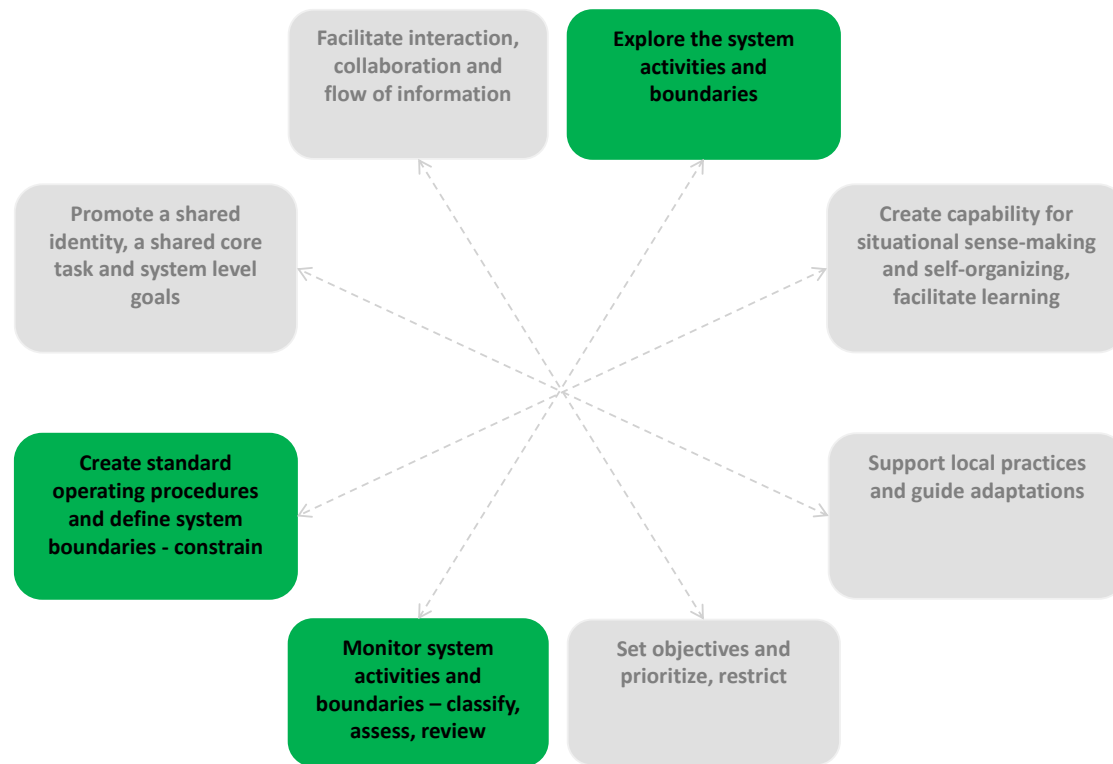 Facilitate interaction,
collaboration and
flow of information
Explore the system
activities and
boundaries
Promote a shared
identity, a shared core
task and system level
goals
Create capability for
situational sense-making
and self-organizing,
facilitate learning
Create standard
operating procedures
and define system
boundaries - constrain
Support local practices
and guide adaptations
Monitor system
activities and
boundaries – classify,
assess, review
Set objectives and
prioritize, restrict